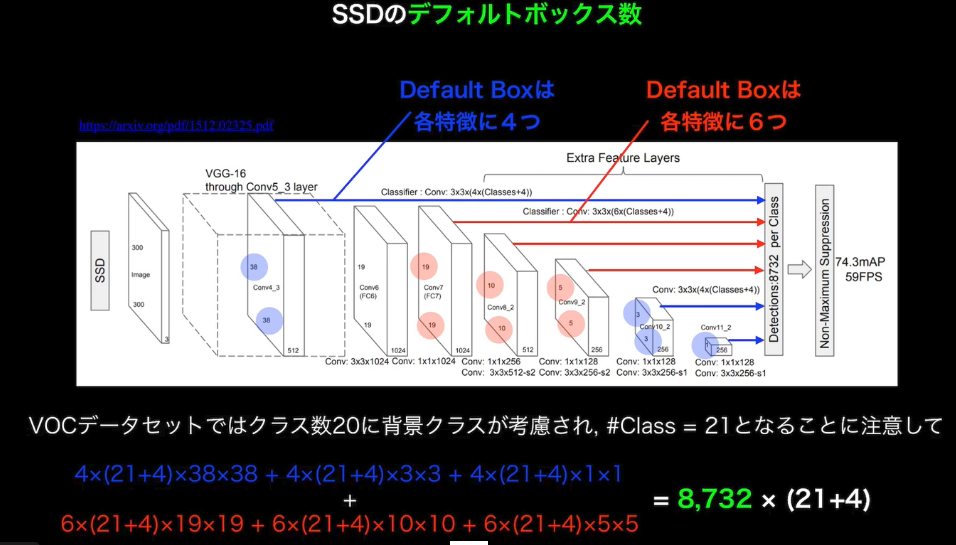 SSDのデフォルトボックス数
Default Boxは
各特徴に４つ
Default Boxは
各特徴に６つ
https://arxiv.org/pdf/1512.02325.pdf
Extra Feature Layers
VGG-16
through Conv5_3 layer
Classifier : Conv: 3x3x(4x(Classes+4))
Classifier : Conv: 3x3x(6x(Classes+4))
SSD
300
Image
300
3
38
Conv4_3
38
512
19
Conv6
(FC6)
19
1024
19
Conv7
(FC7)
19
1024
10
Conv8_2
10
512
5
Conv9_2
5
256
Conv: 3x3x(4x(Classes+4))
3
Conv10_2
3
256
Conv11_2
1
256
Detections:8732 per Class
Non-Maximum Suppression
74.3mAP
59FPS
Conv: 3x3x1024
Conv: 1x1x1024
Conv: 1x1x256
Conv: 3x3x512-s2
Conv: 1x1x128
Conv: 3x3x256-s2
Conv: 1x1x128
Conv: 3x3x256-s1
Conv: 1x1x128
Conv: 3x3x256-s1
VOCデータセットではクラス数20に背景クラスが考慮され, #Class = 21となることに注意して
4×(21+4)×38×38 + 4×(21+4)×3×3 + 4×(21+4)×1×1
+
6×(21+4)×19×19 + 6×(21+4)×10×10 + 6×(21+4)×5×5
= 8,732 × (21+4)